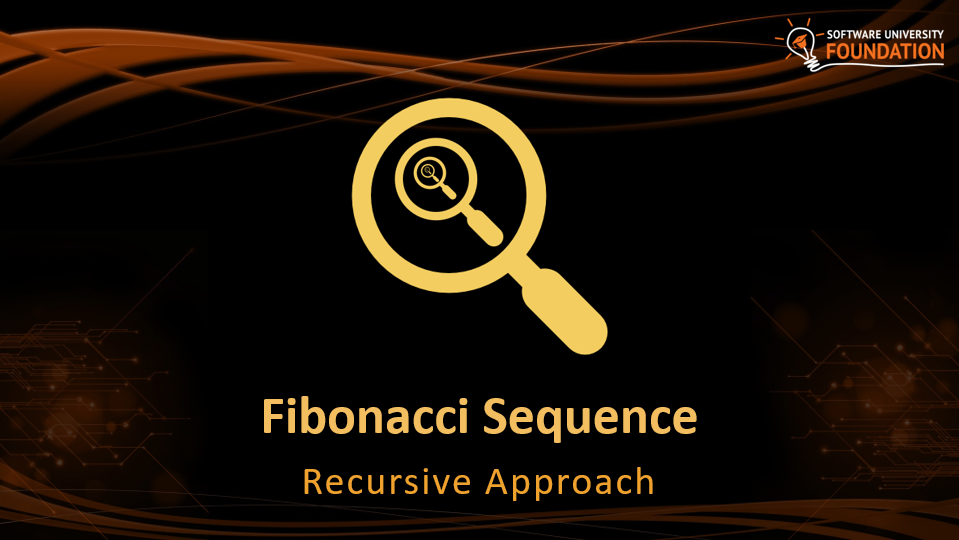 SOFTWARE UNIVERSITY
FOUNDATION
Fibonacci Sequence
Recursive Approach